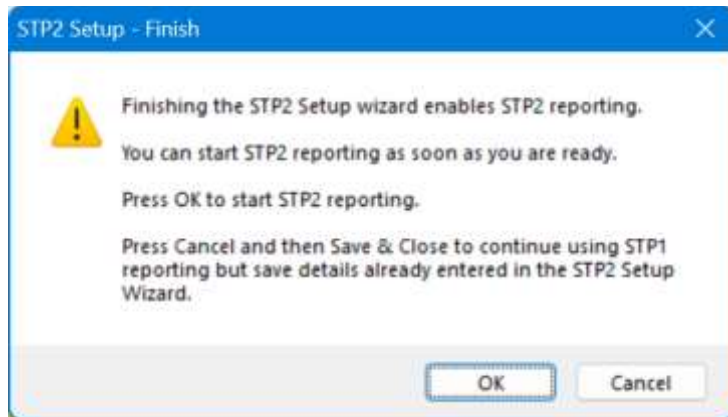 STP2 Setup - Finish
Finishing the STP2 Setup wizard enables STP2 reporting.
You can start STP2 reporting as soon as you are ready.
Press OK to start STP2 reporting.
Press Cancel and then Save & Close to continue using STP1
reporting but save details already entered in the STP2 Setup
Wizard.
OK
Cancel